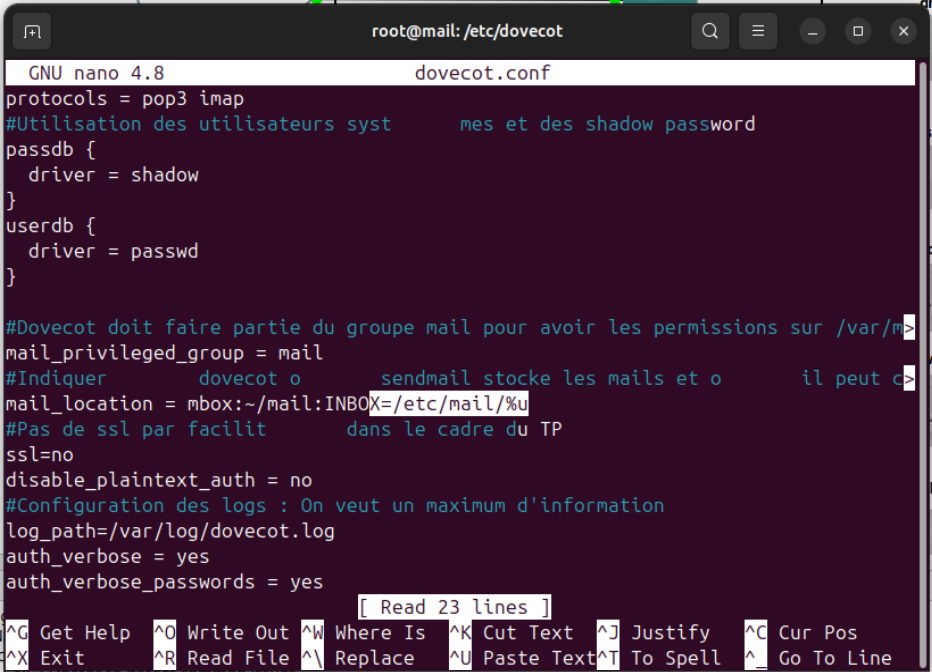 root@mail: /etc/dovecot
GNU nano 4.8 dovecot.conf
protocols = pop3 imap
#Utilisation des utilisateurs syst mes et des shadow password
passdb {
driver = shadow
}
userdb {
driver = passwd
}
#Dovecot doit faire partie du groupe mail pour avoir les permissions sur /var/m>
mail_privileged_group = mail
#Indiquer dovecot o sendmail stocke les mails et o il peut c>
mail_location = mbox:~/mail:INBOX=/etc/mail/%u
#Pas de ssl par facilit dans le cadre du TP
ssl=no
disable_plaintext_auth = no
#Configuration des logs : On veut un maximum d'information
log_path=/var/log/dovecot.log
auth_verbose = yes
auth_verbose_passwords = yes
[ Read 23 lines ]
^G Get Help ^O Write Out ^W Where Is ^K Cut Text ^J Justify ^C Cur Pos
^X Exit ^R Read File ^\ Replace ^U Paste Text ^T To Spell ^_ Go To Line